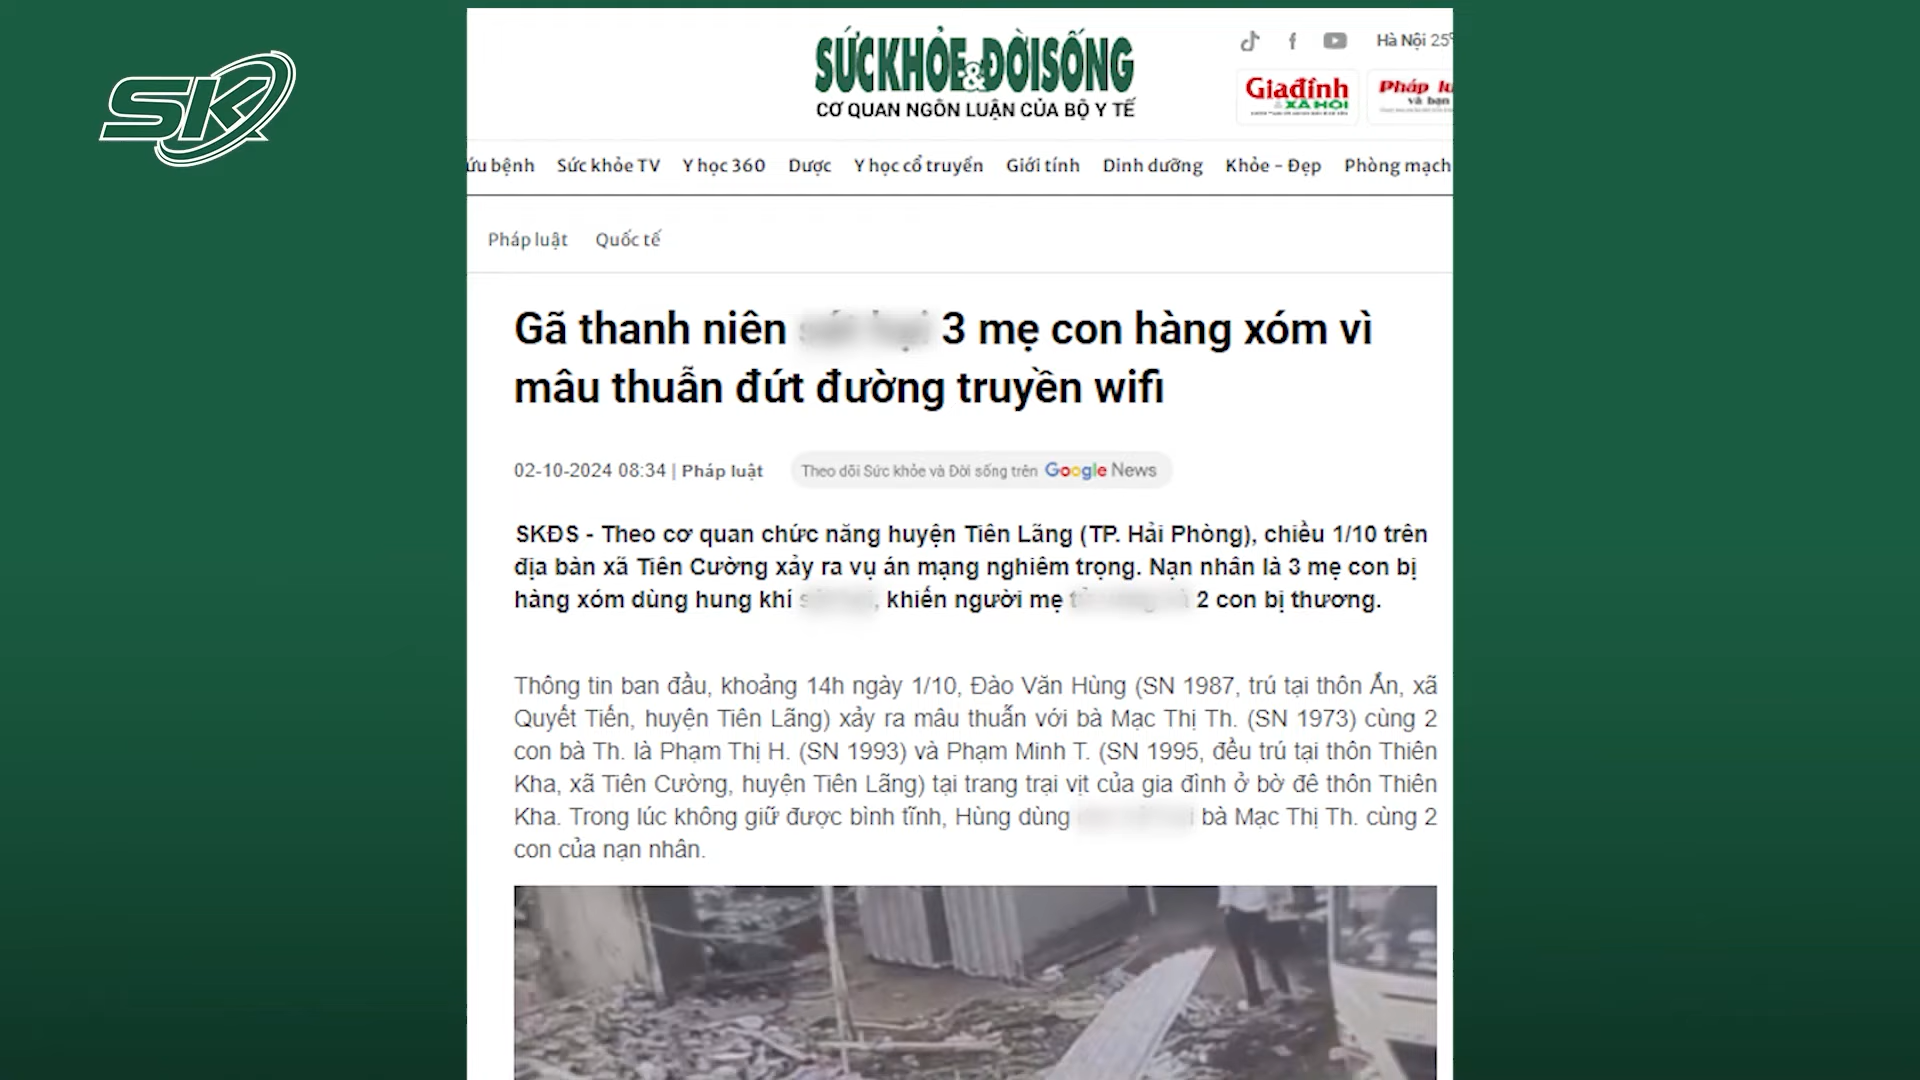 SK
SỨCKHỎE&ĐỜISỐNG
CƠ QUAN NGÔN LUẬN CỦA BỘ Y TẾ
Hà Nội 25°
Giađình
& XÃ HỘI
Pháp lu
và bạn
ứu bệnh Sức khỏe TV Y học 360 Dược Y học cổ truyền Giới tính Dinh dưỡng Khỏe - Đẹp Phòng mạch
Pháp luật Quốc tế
Gã thanh niên 3 mẹ con hàng xóm vì
mâu thuẫn đứt đường truyền wifi
02-10-2024 08:34 | Pháp luật Theo dõi Sức khỏe và Đời sống trên Google News
SKĐS - Theo cơ quan chức năng huyện Tiên Lãng (TP. Hải Phòng), chiều 1/10 trên
địa bàn xã Tiên Cường xảy ra vụ án mạng nghiêm trọng. Nạn nhân là 3 mẹ con bị
hàng xóm dùng hung khí , khiến người mẹ 2 con bị thương.
Thông tin ban đầu, khoảng 14h ngày 1/10, Đào Văn Hùng (SN 1987, trú tại thôn Ấn, xã
Quyết Tiến, huyện Tiên Lãng) xảy ra mâu thuẫn với bà Mạc Thị Th. (SN 1973) cùng 2
con bà Th. là Phạm Thị H. (SN 1993) và Phạm Minh T. (SN 1995, đều trú tại thôn Thiên
Kha, xã Tiên Cường, huyện Tiên Lãng) tại trang trại vịt của gia đình ở bờ đê thôn Thiên
Kha. Trong lúc không giữ được bình tĩnh, Hùng dùng bà Mạc Thị Th. cùng 2
con của nạn nhân.